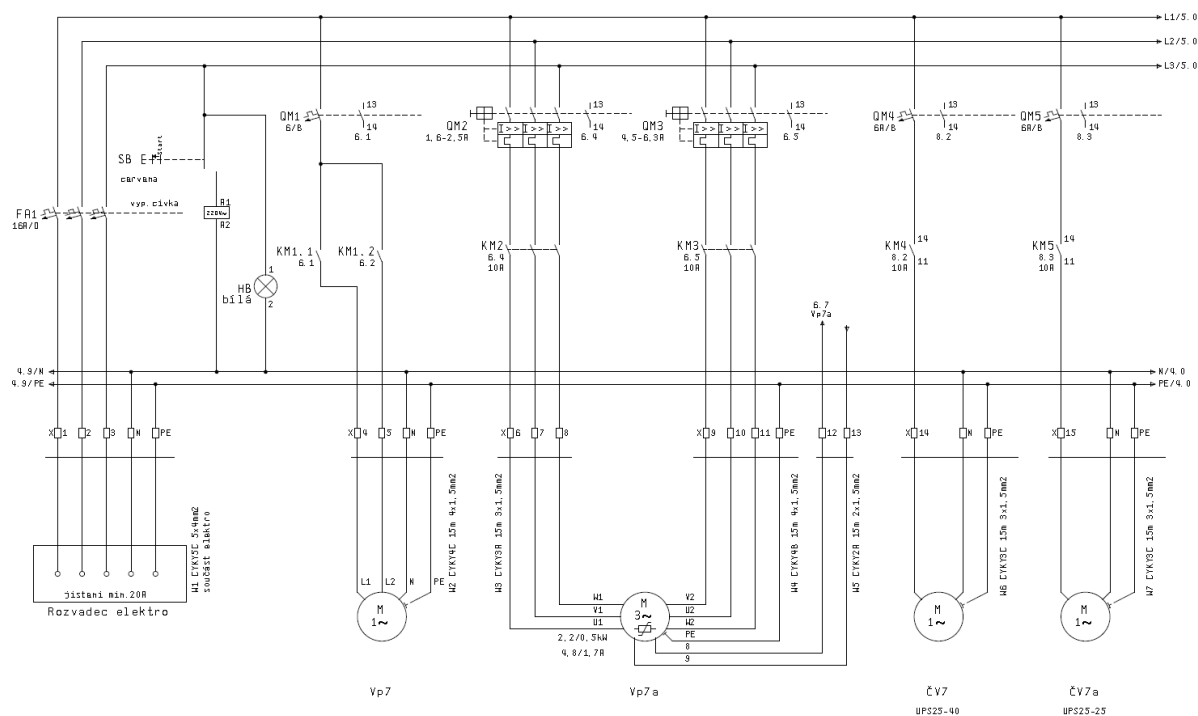 L1/5.0
L2/5.0
L3/5.0
QM1
6/B
13
14
6.1
QM2
1,6-2,5A
I>> I>> I>>
13
14
6.4
QM3
4,5-6,3A
I>> I>> I>>
13
14
6.5
QM4
6A/B
13
14
8.2
QM5
6A/B
13
14
8.3
SB
Start
cervena
vyp.cívka
FA1
16A/D
A1
A2
KM1.1
6.1
KM1.2
6.2
KM2
6.4
10A
KM3
6.5
10A
KM4
8.2
10A
14
11
KM5
8.3
10A
14
11
HB
bílá
1
2
6.7
Vp7a
4.9/N
4.9/PE
N/4.0
PE/4.0
X 1 2 3 N PE
X 4 5 N PE
X 6 7 8
X 9 10 11 PE
12 13
X 14 N PE
X 15 N PE
W1 CYKY5C 5x4mm2
součást elektro
W2 CYKY4C 15m 4x1,5mm2
W3 CYKY3A 15m 3x1,5mm2
W4 CYKY4B 15m 4x1,5mm2
W5 CYKY2A 15m 2x1,5mm2
W6 CYKY3C 15m 3x1,5mm2
W7 CYKY3C 15m 3x1,5mm2
jistani min.20A
Rozvadec elektro
L1 L2 N PE
M
1~
W1
V1
U1
M
3~
V2
U2
W2
PE
8
9
2,2/0,5kW
4,8/1,7A
M
1~
M
1~
Vp7
Vp7a
ČV7
UPS25-40
ČV7a
UPS25-25